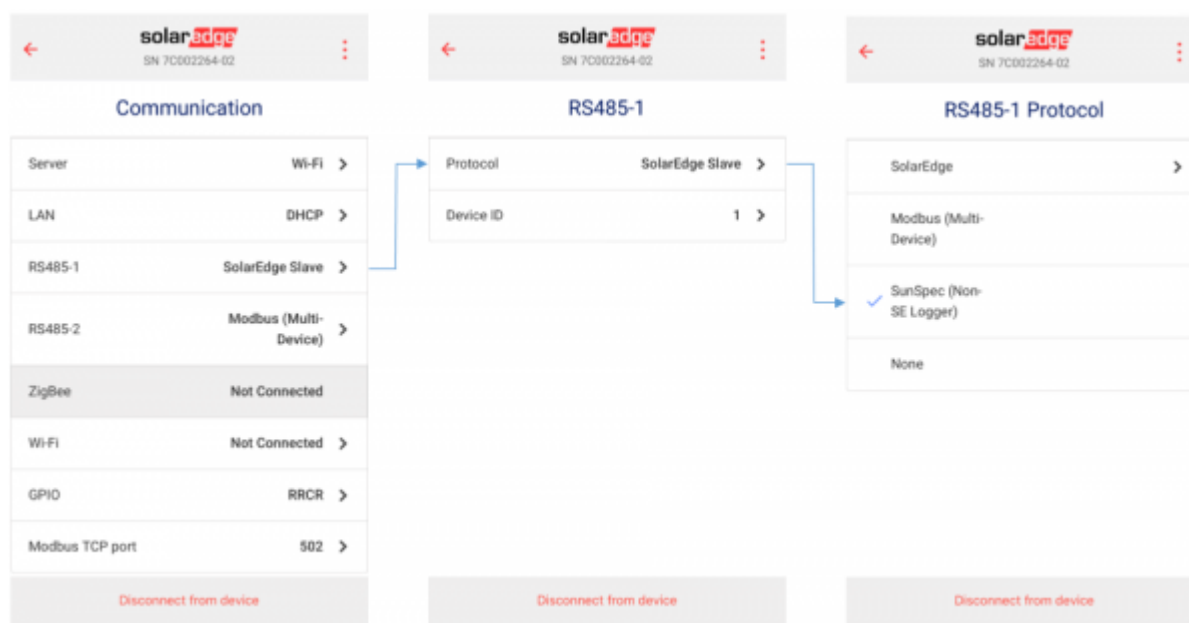 solaredge
SN 7C002264-02
Communication
Server Wi-Fi
LAN DHCP
RS485-1 SolarEdge Slave
RS485-2 Modbus (Multi-
Device)
ZigBee Not Connected
Wi-Fi Not Connected
GPIO RRCR
Modbus TCP port 502
Disconnect from device
solaredge
SN 7C002264-02
RS485-1
Protocol SolarEdge Slave
Device ID 1
Disconnect from device
solaredge
SN 7C002264-02
RS485-1 Protocol
SolarEdge
Modbus (Multi-
Device)
SunSpec (Non-
SE Logger)
None
Disconnect from device